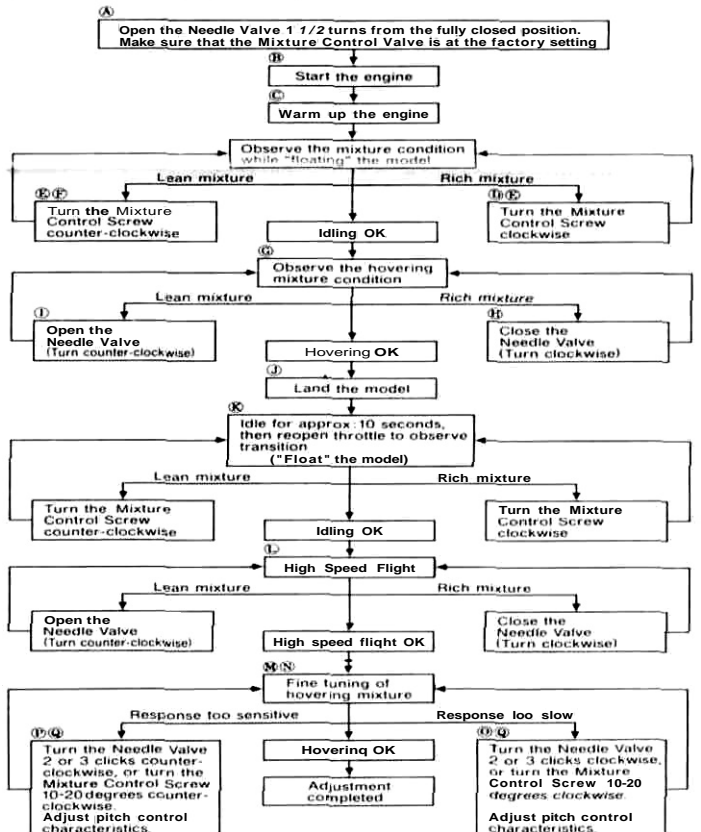 Ⓐ
Open the Needle Valve 1 1/2 turns from the fully closed position.
Make sure that the Mixture Control Valve is at the factory setting
Ⓑ
Start the engine
Ⓒ
Warm up the engine
Observe the mixture condition
while "floating" the model
Lean mixture
Rich mixture
Ⓔ Ⓕ
Turn the Mixture
Control Screw
counter-clockwise
Ⓓ Ⓔ
Turn the Mixture
Control Screw
clockwise
Idling OK
Ⓖ
Observe the hovering
mixture condition
Lean mixture
Rich mixture
Ⓘ
Open the
Needle Valve
(Turn counter-clockwise)
Ⓗ
Close the
Needle Valve
(Turn clockwise)
Hovering OK
Ⓙ
Land the model
Ⓚ
Idle for approx:10 seconds,
then reopen throttle to observe
transition
("Float" the model)
Lean mixture
Rich mixture
Turn the Mixture
Control Screw
counter-clockwise
Turn the Mixture
Control Screw
clockwise
Idling OK
Ⓛ
High Speed Flight
Lean mixture
Rich mixture
Open the
Needle Valve
(Turn counter-clockwise)
Close the
Needle Valve
(Turn clockwise)
High speed fliqht OK
Ⓜ Ⓝ
Fine tuning of
hovering mixture
Response too sensitive
Response loo slow
Ⓟ Ⓠ
Turn the Needle Valve
2 or 3 clicks counter-
clockwise, or turn the
Mixture Control Screw
10-20 degrees counter-
clockwise.
Adjust pitch control
characteristics.
Ⓞ Ⓠ
Turn the Needle Valve
2 or 3 clicks clockwise,
or turn the Mixture
Control Screw 10-20
degrees clockwise.
Adjust pitch control
characteristics.
Hoverinq OK
Adjustment
completed